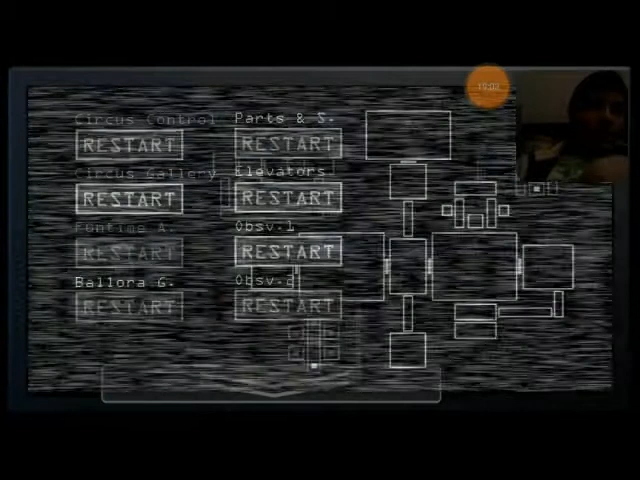 Circus Control
Parts & S.
RESTART
RESTART
Circus Gallery
Elevators
RESTART
RESTART
Funtime A.
Obsv.1
RESTART
RESTART
Ballora G.
Obsv.2
RESTART
RESTART